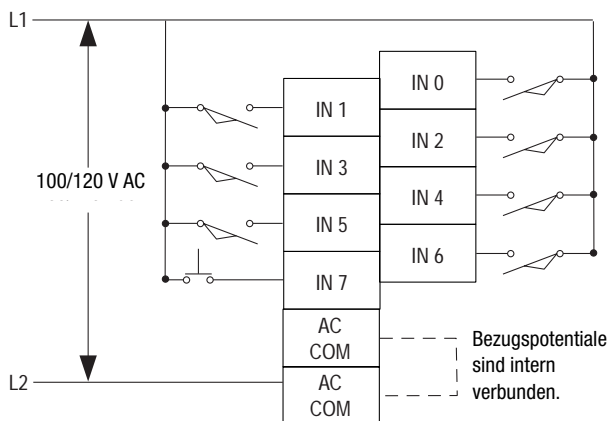 L1
IN 0
IN 1
IN 2
IN 3
100/120 V AC
IN 4
IN 5
IN 6
IN 7
AC
COM
Bezugspotentiale
sind intern
verbunden.
L2
AC
COM